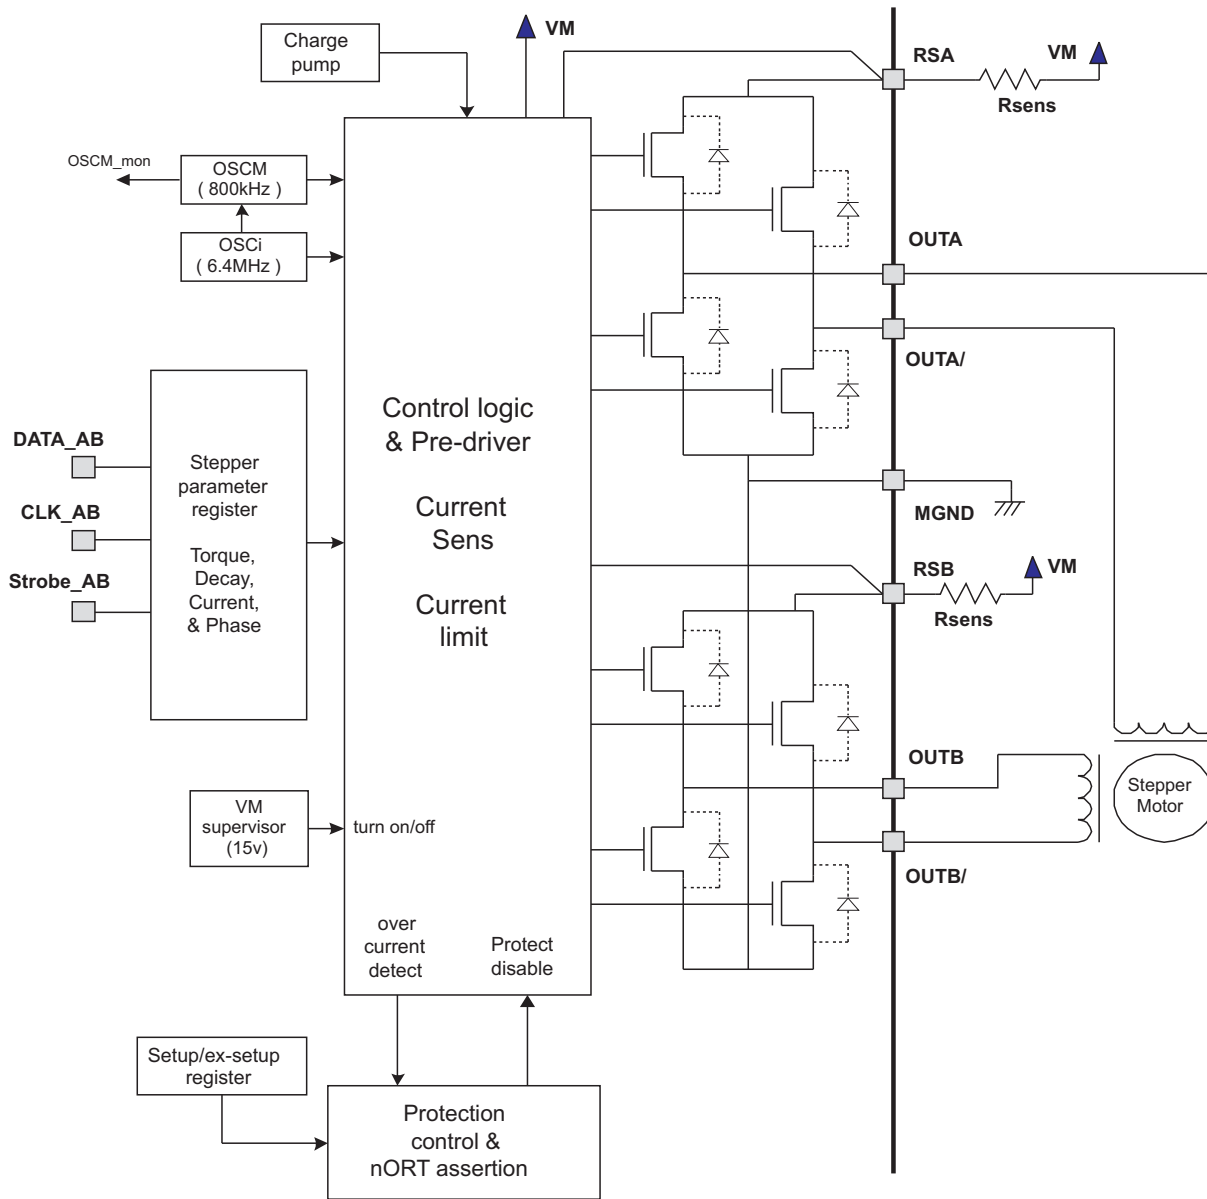 Charge
pump
VM
RSA
VM
Rsens
OSCM_mon
OSCM
( 800kHz )
OSCi
( 6.4MHz )
OUTA
OUTA/
Control logic
& Pre-driver
Current
Sens
Current
limit
DATA_AB
CLK_AB
Strobe_AB
Stepper
parameter
register
Torque,
Decay,
Current,
& Phase
MGND
RSB
VM
Rsens
OUTB
OUTB/
Stepper
Motor
VM
supervisor
(15v)
turn on/off
over
current
detect
Protect
disable
Setup/ex-setup
register
Protection
control &
nORT assertion